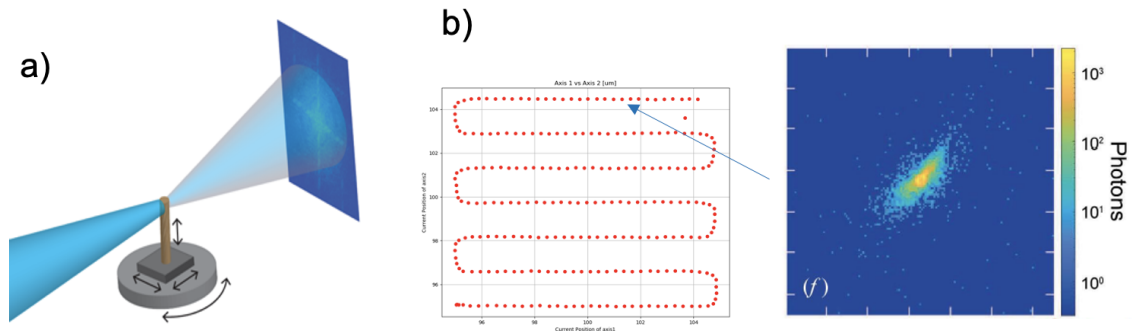 a)
b)
Axis 1 vs Axis 2 [um]
104
102
100
98
96
Current Position of axis2
96
98
100
102
104
Current Position of axis1
(f)
10³
10²
10¹
10⁰
Photons